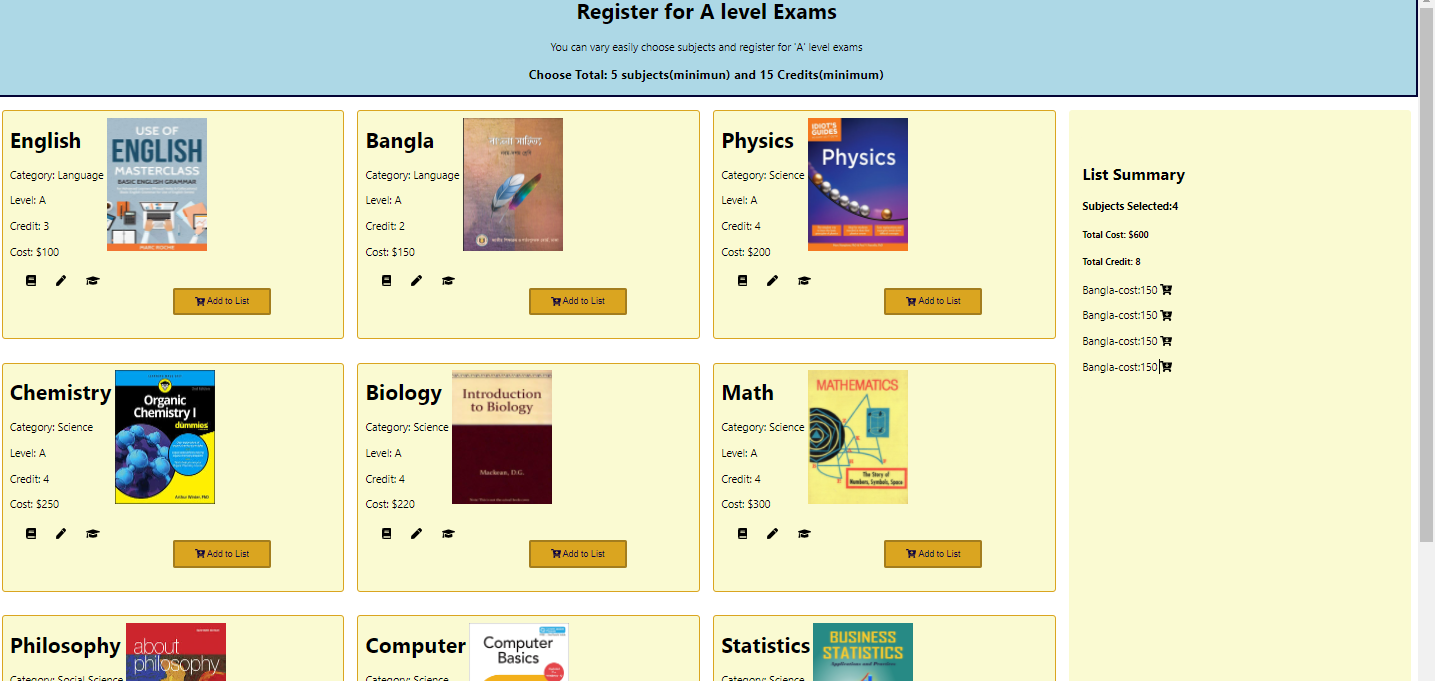 Register for A level Exams
You can vary easily choose subjects and register for 'A' level exams
Choose Total: 5 subjects(minimun) and 15 Credits(minimum)
English
Category: Language
Level: A
Credit: 3
Cost: $100
USE OF
ENGLISH
MASTERCLASS
BASIC ENGLISH GRAMMAR
MARC ROCHE
Add to List
Bangla
Category: Language
Level: A
Credit: 2
Cost: $150
Add to List
Physics
Category: Science
Level: A
Credit: 4
Cost: $200
IDIOT'S
GUIDES
Physics
Add to List
Chemistry
Category: Science
Level: A
Credit: 4
Cost: $250
Organic
Chemistry I
dummies
Arthur Winter, PhD
Add to List
Biology
Category: Science
Level: A
Credit: 4
Cost: $220
Introduction
to Biology
Mackean, D.G.
Add to List
Math
Category: Science
Level: A
Credit: 4
Cost: $300
MATHEMATICS
The Story of
Numbers, Symbols, Space
Add to List
Philosophy
Category: Social Science
about
philosophy
Computer
Category: Science
Computer
Basics
Statistics
Category: Science
BUSINESS
STATISTICS
List Summary
Subjects Selected:4
Total Cost: $600
Total Credit: 8
Bangla-cost:150
Bangla-cost:150
Bangla-cost:150
Bangla-cost:150